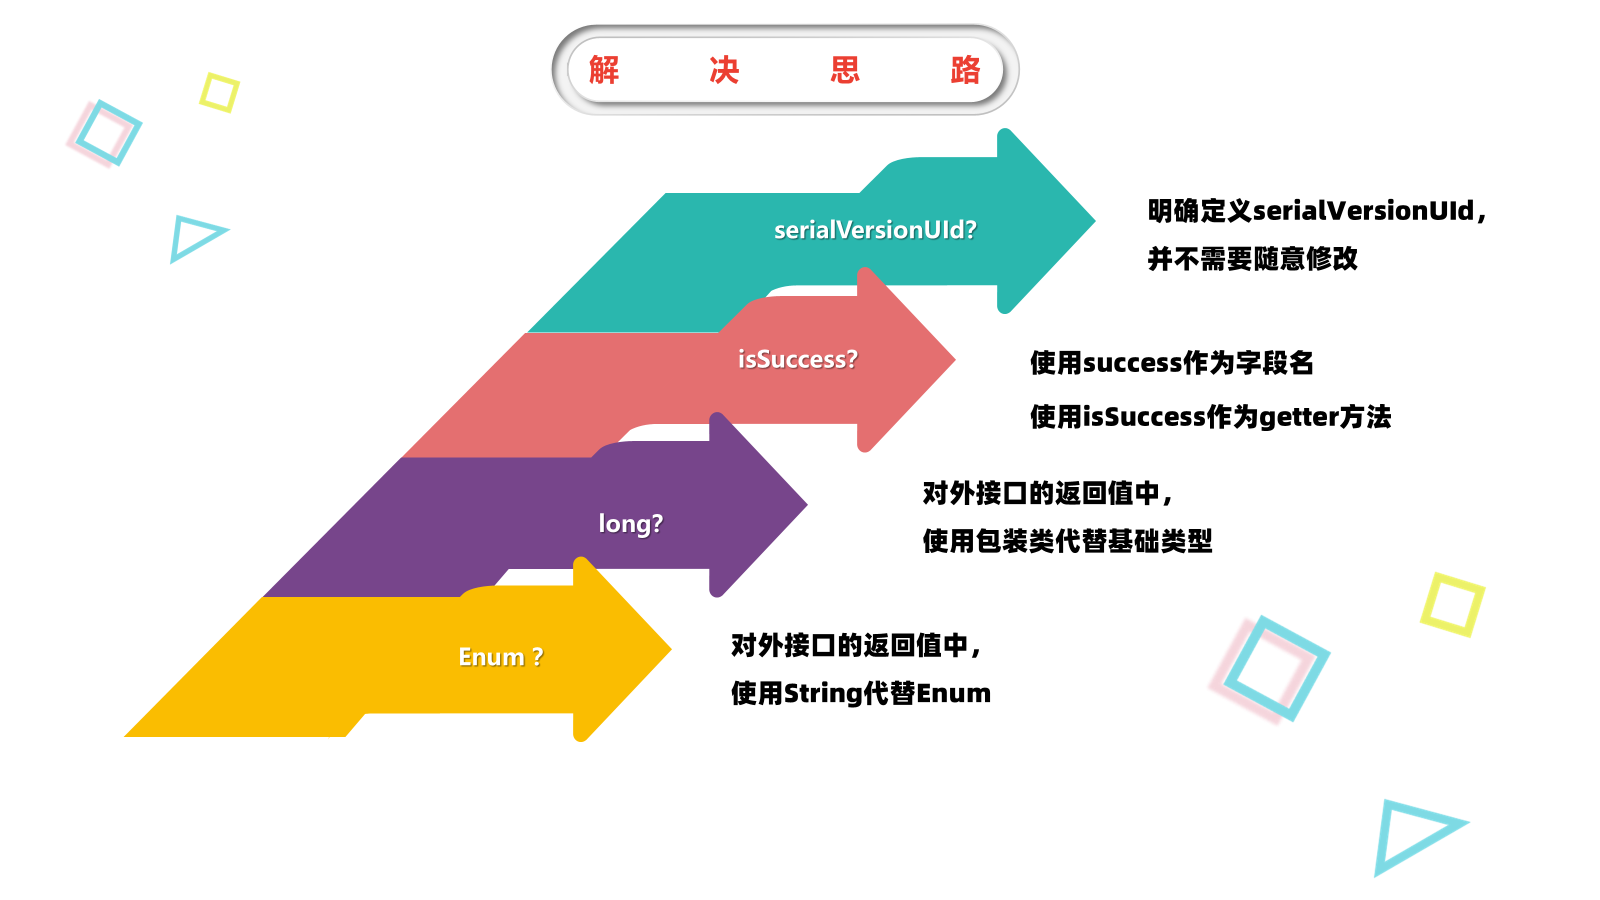 解决思路
serialVersionUId?
明确定义serialVersionUId，
并不需要随意修改
isSuccess?
使用success作为字段名
使用isSuccess作为getter方法
long?
对外接口的返回值中，
使用包装类代替基础类型
Enum ?
对外接口的返回值中，
使用String代替Enum